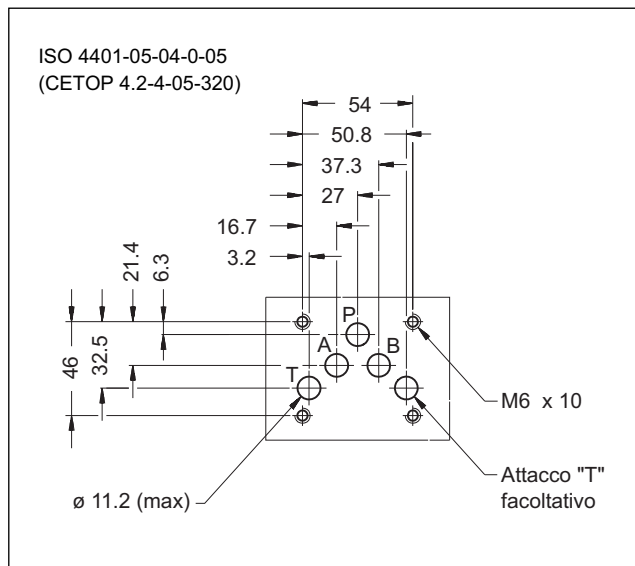 ISO 4401-05-04-0-05
(CETOP 4.2-4-05-320)
54
50.8
37.3
27
16.7
3.2
21.4
6.3
46
32.5
P
A
B
T
M6 x 10
ø 11.2 (max)
Attacco "T"
facoltativo